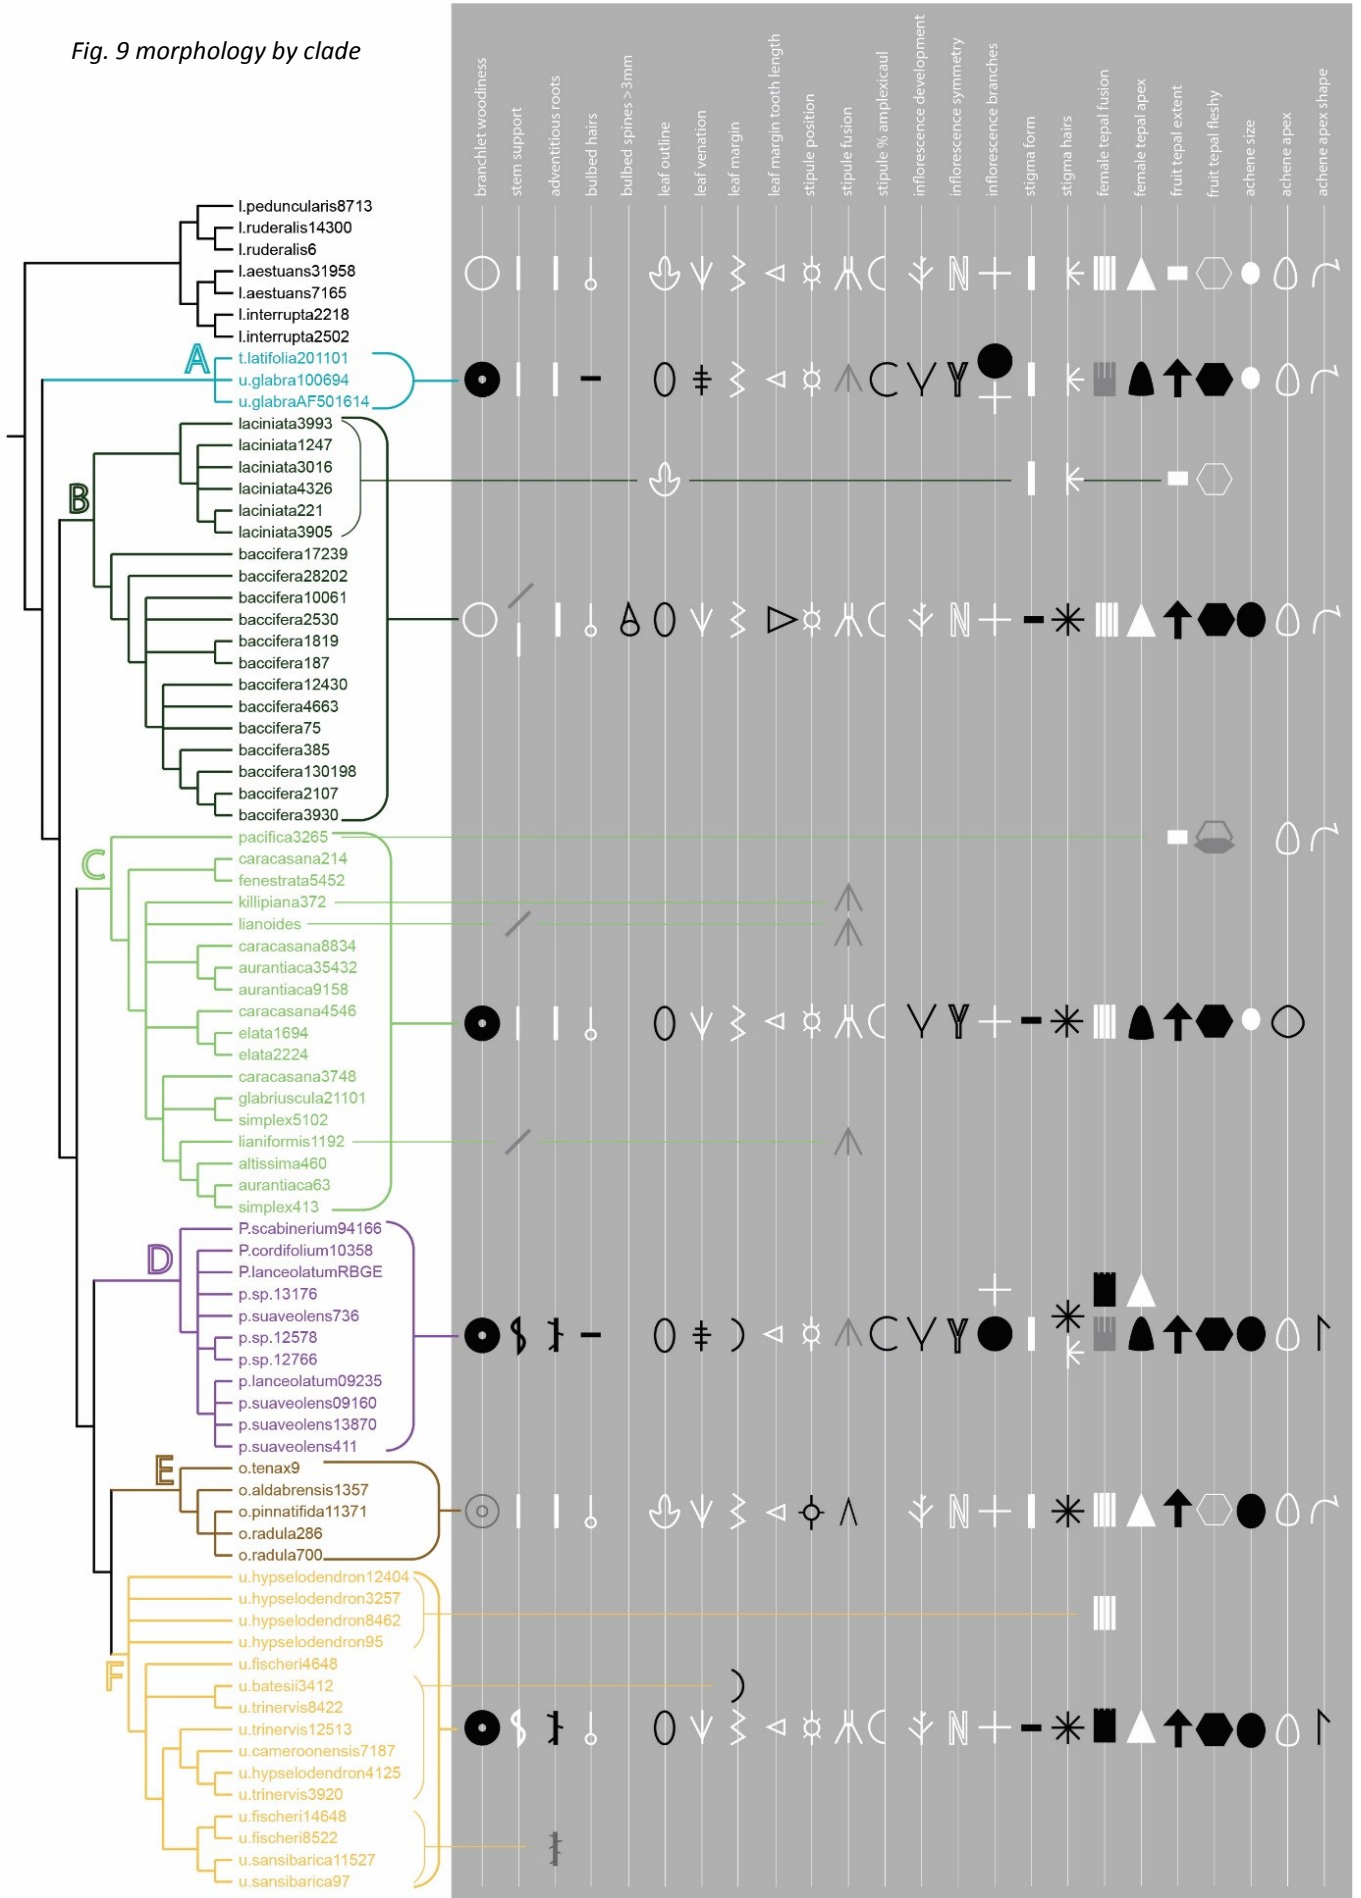 Fig. 9 morphology by clade
branchlet woodiness
stem support
adventitious roots
bulbed hairs
bulbed spines >3mm
leaf outline
leaf venation
leaf margin
leaf margin tooth length
stipule position
stipule fusion
stipule % amplexicaul
inflorescence development
inflorescence symmetry
inflorescence branches
stigma form
stigma hairs
female tepal fusion
female tepal apex
fruit tepal extent
fruit tepal fleshy
achene size
achene apex
achene apex shape
l.peduncularis8713
l.ruderalis14300
l.ruderalis6
l.aestuans31958
l.aestuans7165
l.interrupta2218
l.interrupta2502
A
t.latifolia201101
u.glabra100694
u.glabraAF501614
B
laciniata3993
laciniata1247
laciniata3016
laciniata4326
laciniata221
laciniata3905
baccifera17239
baccifera28202
baccifera10061
baccifera2530
baccifera1819
baccifera187
baccifera12430
baccifera4663
baccifera75
baccifera385
baccifera130198
baccifera2107
baccifera3930
C
pacifica3265
caracasana214
fenestrata5452
killipiana372
lianoides
caracasana8834
aurantiaca35432
aurantiaca9158
caracasana4546
elata1694
elata2224
caracasana3748
glabriuscula21101
simplex5102
lianiformis1192
altissima460
aurantiaca63
simplex413
D
P.scabinerium94166
P.cordifolium10358
P.lanceolatumRBGE
p.sp.13176
p.suaveolens736
p.sp.12578
p.sp.12766
p.lanceolatum09235
p.suaveolens09160
p.suaveolens13870
p.suaveolens411
E
o.tenax9
o.aldabrensis1357
o.pinnatifida11371
o.radula286
o.radula700
F
u.hypselodendron12404
u.hypselodendron3257
u.hypselodendron8462
u.hypselodendron95
u.fischeri4648
u.batesii3412
u.trinervis8422
u.trinervis12513
u.cameroonensis7187
u.hypselodendron4125
u.trinervis3920
u.fischeri14648
u.fischeri8522
u.sansibarica11527
u.sansibarica97